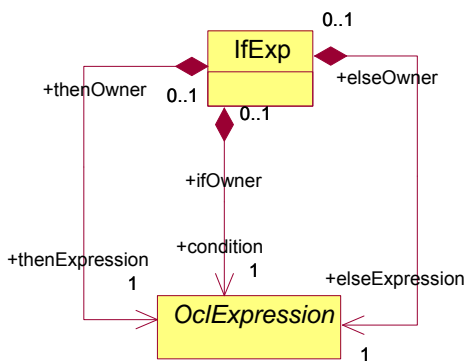 0..1
IfExp
+thenOwner
+elseOwner
0..1
0..1
+ifOwner
+condition
+thenExpression
1
1
+elseExpression
OclExpression
1